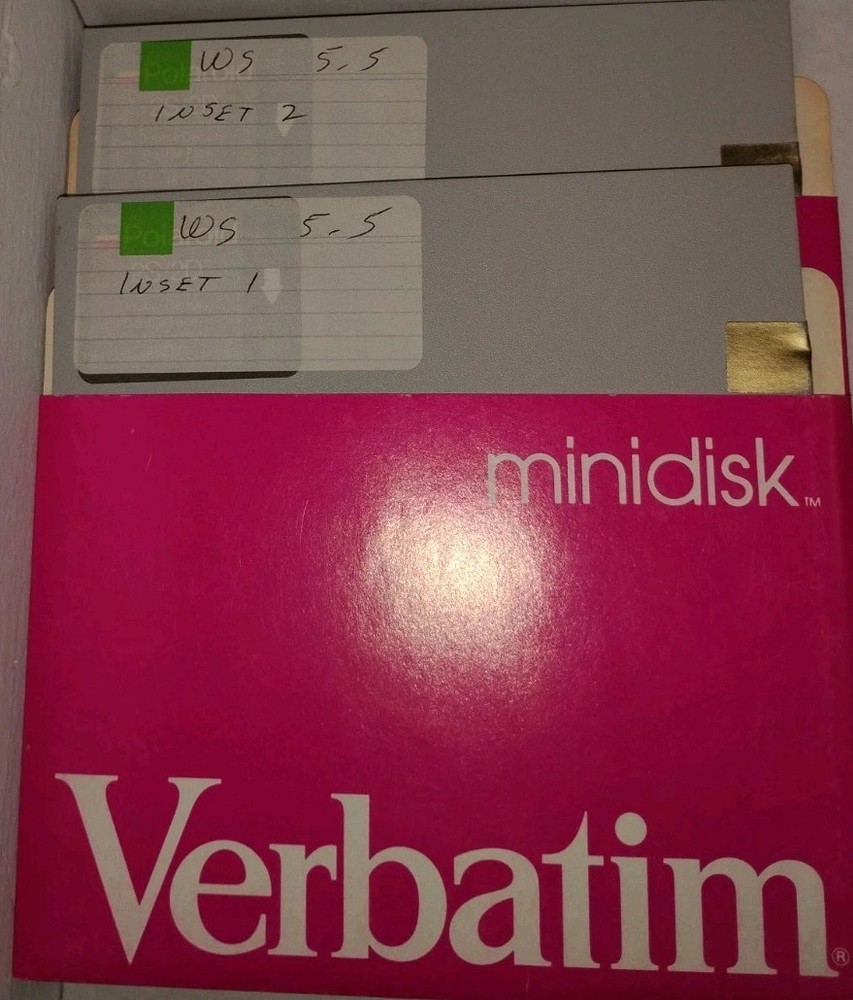 WS 5.5
INSET 2
WS 5.5
INSET 1
minidisk™
Verbatim®